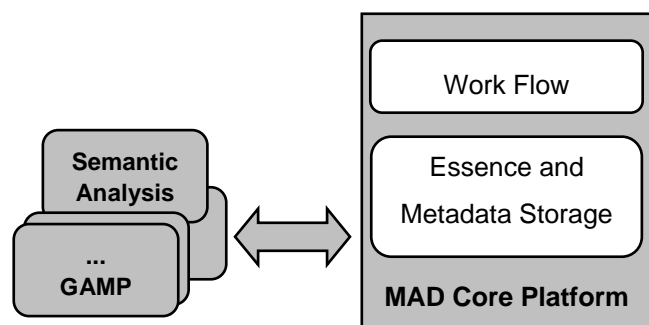 Semantic
Analysis
...
GAMP
Work Flow
Essence and
Metadata Storage
MAD Core Platform